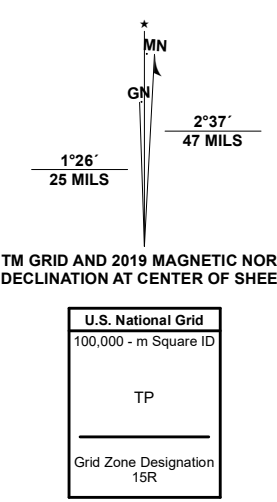 ★
MN
GN
2°37´
47 MILS
1°26´
25 MILS
TM GRID AND 2019 MAGNETIC NOR
DECLINATION AT CENTER OF SHEE
U.S. National Grid
100,000 - m Square ID
TP
Grid Zone Designation
15R